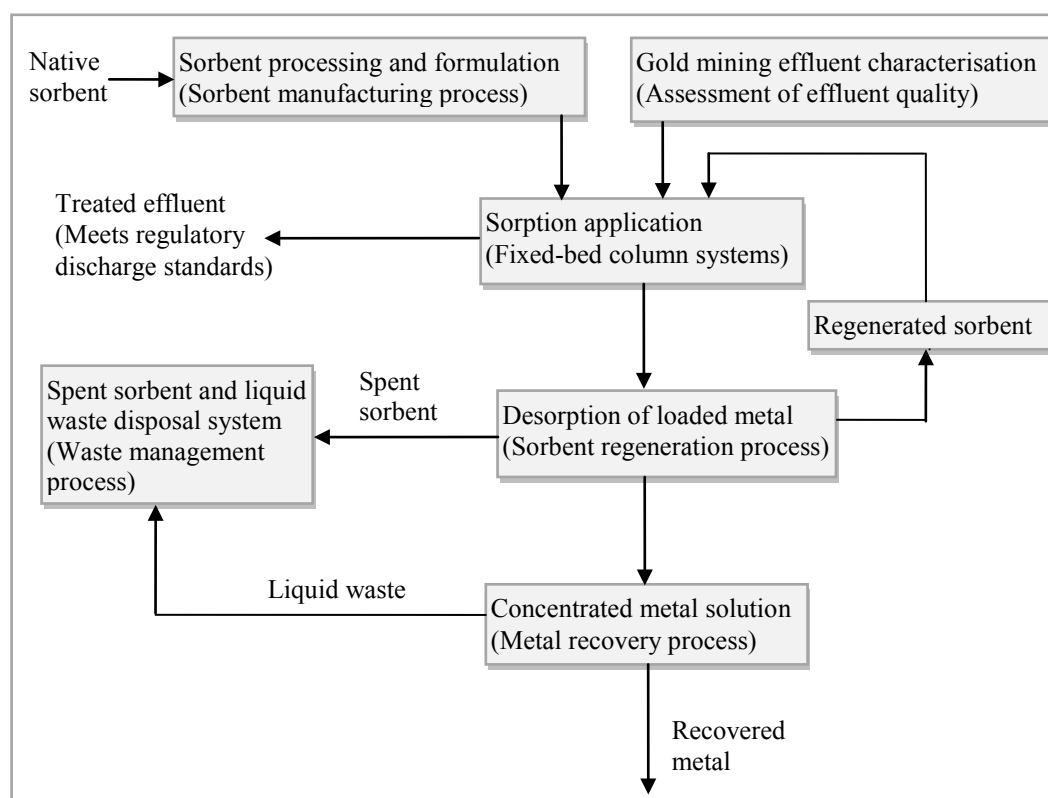 Native
sorbent
Sorbent processing and formulation
(Sorbent manufacturing process)
Gold mining effluent characterisation
(Assessment of effluent quality)
Treated effluent
(Meets regulatory
discharge standards)
Sorption application
(Fixed-bed column systems)
Regenerated sorbent
Spent sorbent and liquid
waste disposal system
(Waste management
process)
Spent
sorbent
Desorption of loaded metal
(Sorbent regeneration process)
Liquid waste
Concentrated metal solution
(Metal recovery process)
Recovered
metal